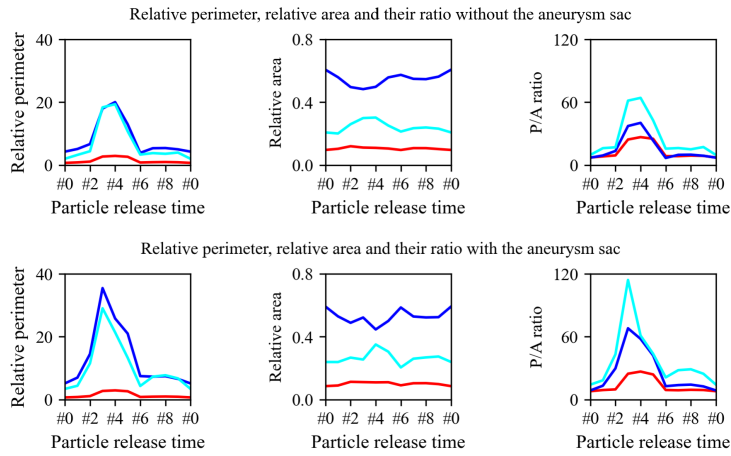 Relative perimeter, relative area and their ratio without the aneurysm sac
Relative perimeter
40
20
0
#0 #2 #4 #6 #8 #0
Particle release time
Relative area
0.8
0.4
0.0
#0 #2 #4 #6 #8 #0
Particle release time
P/A ratio
120
60
0
#0 #2 #4 #6 #8 #0
Particle release time
Relative perimeter, relative area and their ratio with the aneurysm sac
Relative perimeter
40
20
0
#0 #2 #4 #6 #8 #0
Particle release time
Relative area
0.8
0.4
0.0
#0 #2 #4 #6 #8 #0
Particle release time
P/A ratio
120
60
0
#0 #2 #4 #6 #8 #0
Particle release time